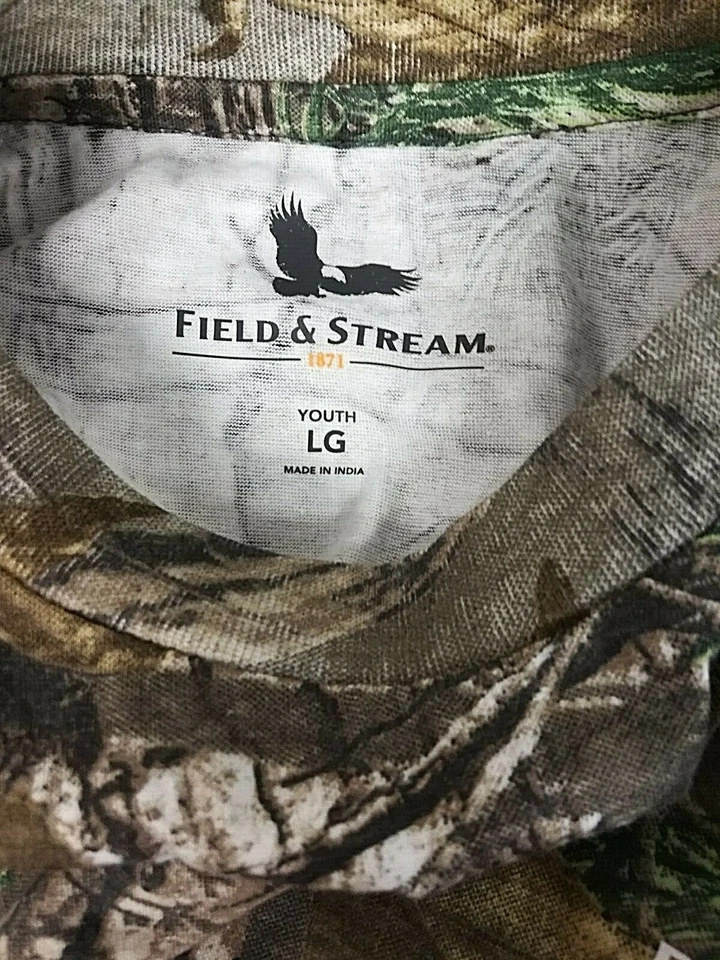 FIELD & STREAM®
1871
YOUTH
LG
MADE IN INDIA